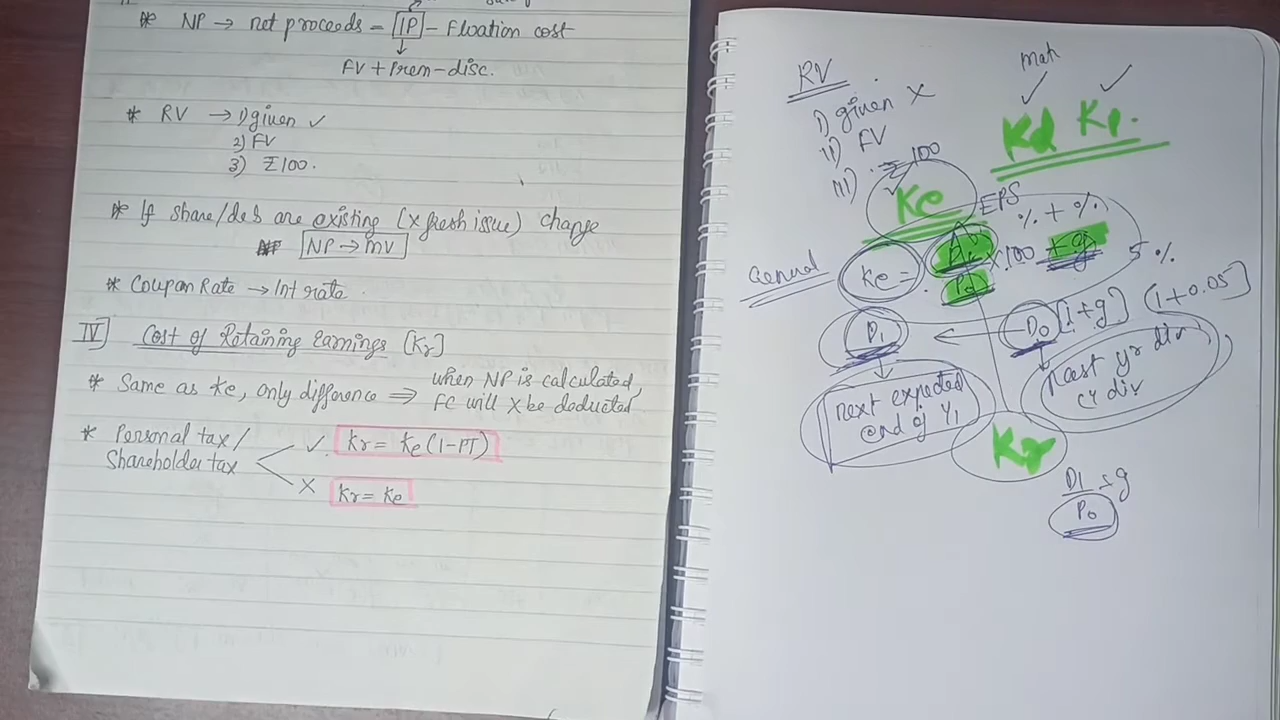 * NP → net proceeds = IP - Floation cost
FV + Prem - disc.
* RV → 1) given ✓
2) FV
3) ₹100.
* If share/deb are existing (x fresh issue) change
NP → mV
* Coupon Rate → Int rate.
IV] Cost of Retaining Earnings [Kr]
* Same as Ke, only difference ⇒ when NP is calculated,
FC will x be deducted.
* Personal tax/
Shareholder tax
✓ Kr = Ke (1-PT)
x Kr = Ke
RV
i) given x
ii) FV
iii) ₹100
mat
✓ ✓
Kd Kp.
Ke
EPS
% + %
General
Ke = D1/P0 x 100 + g 5%
D1 ← D0 [1+g] (1+0.05]
next expected
end of Y1
Past yr div
cy div
Kr
D1/P0 + g